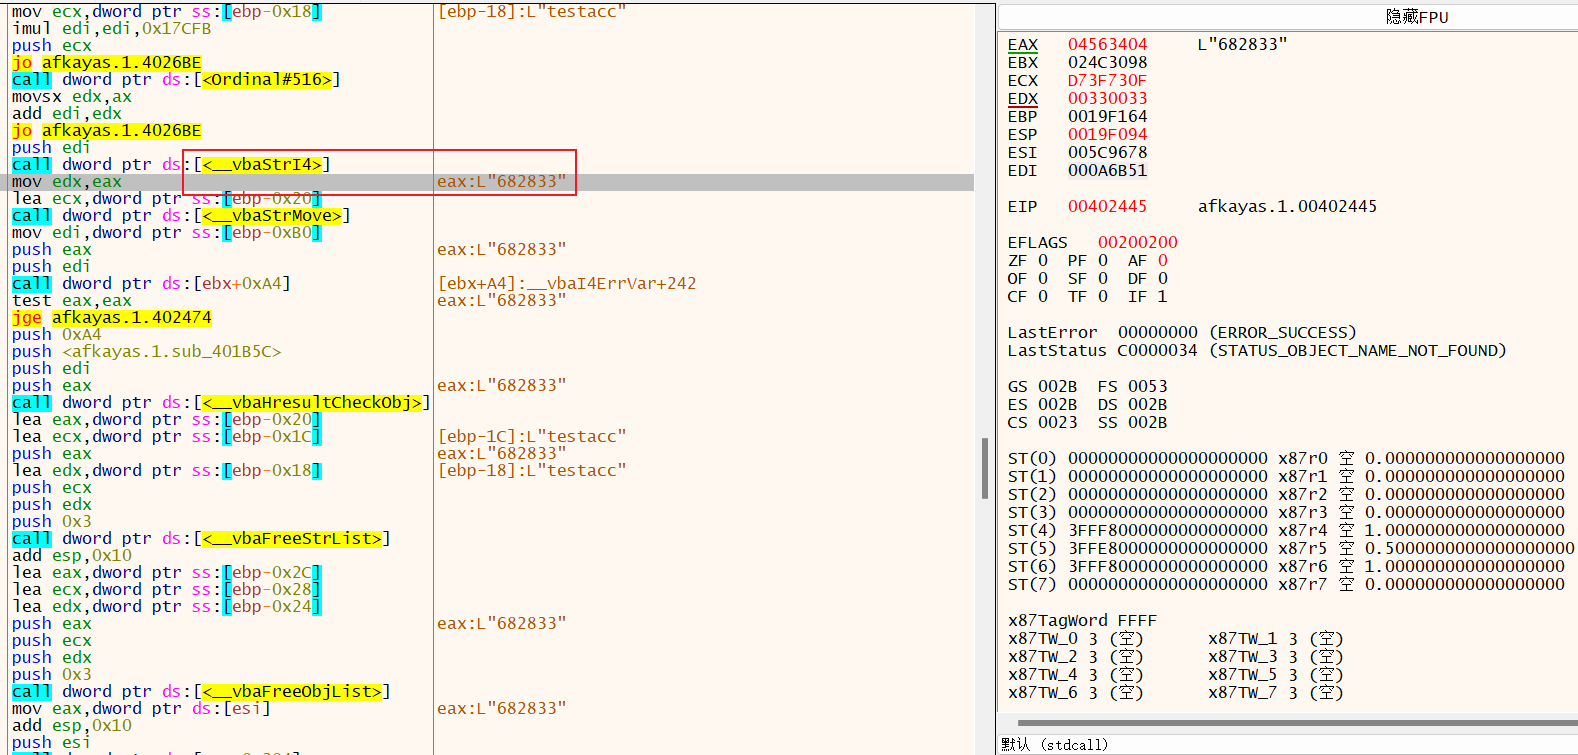 mov ecx,dword ptr ss:[ebp-0x18] [ebp-18]:L"testacc"
imul edi,edi,0x17CFB
push ecx
jo afkayas.1.4026BE
call dword ptr ds:[<Ordinal#516>]
movsx edx,ax
add edi,edx
jo afkayas.1.4026BE
push edi
call dword ptr ds:[<__vbaStrI4>]
mov edx,eax eax:L"682833"
lea ecx,dword ptr ss:[ebp-0x20]
call dword ptr ds:[<__vbaStrMove>]
mov edi,dword ptr ss:[ebp-0xB0]
push eax eax:L"682833"
push edi
call dword ptr ds:[ebx+0xA4] [ebx+A4]:__vbaI4ErrVar+242
test eax,eax eax:L"682833"
jge afkayas.1.402474
push 0xA4
push <afkayas.1.sub_401B5C>
push edi
push eax eax:L"682833"
call dword ptr ds:[<__vbaHresultCheckObj>]
lea eax,dword ptr ss:[ebp-0x20]
lea ecx,dword ptr ss:[ebp-0x1C] [ebp-1C]:L"testacc"
push eax eax:L"682833"
lea edx,dword ptr ss:[ebp-0x18] [ebp-18]:L"testacc"
push ecx
push edx
push 0x3
call dword ptr ds:[<__vbaFreeStrList>]
add esp,0x10
lea eax,dword ptr ss:[ebp-0x2C]
lea ecx,dword ptr ss:[ebp-0x28]
lea edx,dword ptr ss:[ebp-0x24]
push eax eax:L"682833"
push ecx
push edx
push 0x3
call dword ptr ds:[<__vbaFreeObjList>]
mov eax,dword ptr ds:[esi] eax:L"682833"
add esp,0x10
push esi
隐藏FPU
EAX 04563404 L"682833"
EBX 024C3098
ECX D73F730F
EDX 00330033
EBP 0019F164
ESP 0019F094
ESI 005C9678
EDI 000A6B51
EIP 00402445 afkayas.1.00402445
EFLAGS 00200200
ZF 0 PF 0 AF 0
OF 0 SF 0 DF 0
CF 0 TF 0 IF 1
LastError 00000000 (ERROR_SUCCESS)
LastStatus C0000034 (STATUS_OBJECT_NAME_NOT_FOUND)
GS 002B FS 0053
ES 002B DS 002B
CS 0023 SS 002B
ST(0) 00000000000000000000 x87r0 空 0.000000000000000000
ST(1) 00000000000000000000 x87r1 空 0.000000000000000000
ST(2) 00000000000000000000 x87r2 空 0.000000000000000000
ST(3) 00000000000000000000 x87r3 空 0.000000000000000000
ST(4) 3FFF8000000000000000 x87r4 空 1.000000000000000000
ST(5) 3FFE8000000000000000 x87r5 空 0.5000000000000000000
ST(6) 3FFF8000000000000000 x87r6 空 1.000000000000000000
ST(7) 00000000000000000000 x87r7 空 0.000000000000000000
x87TagWord FFFF
x87TW_0 3 (空) x87TW_1 3 (空)
x87TW_2 3 (空) x87TW_3 3 (空)
x87TW_4 3 (空) x87TW_5 3 (空)
x87TW_6 3 (空) x87TW_7 3 (空)
默认 (stdcall)